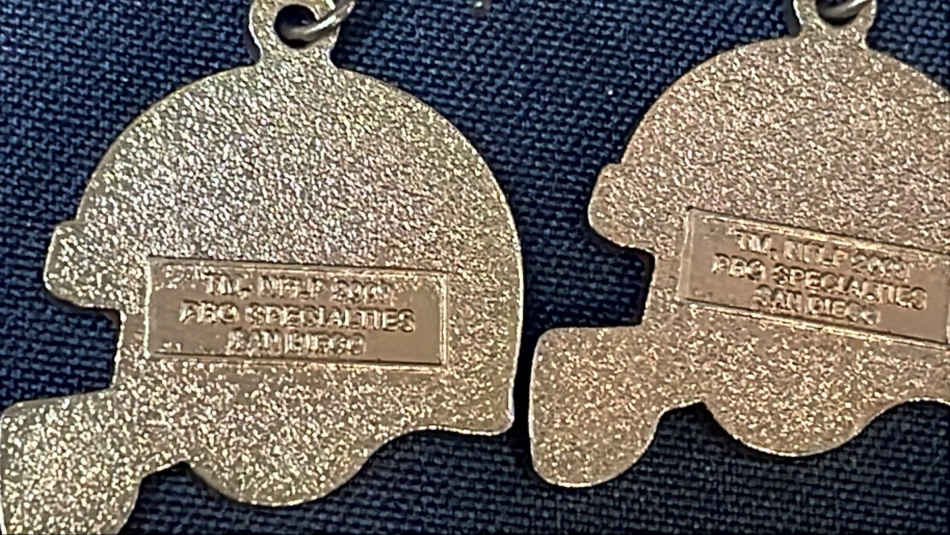 TM. NFLP
PRO SPECIALTIES
SAN DIEGO
TM. NFLP
PRO SPECIALTIES
SAN DIEGO